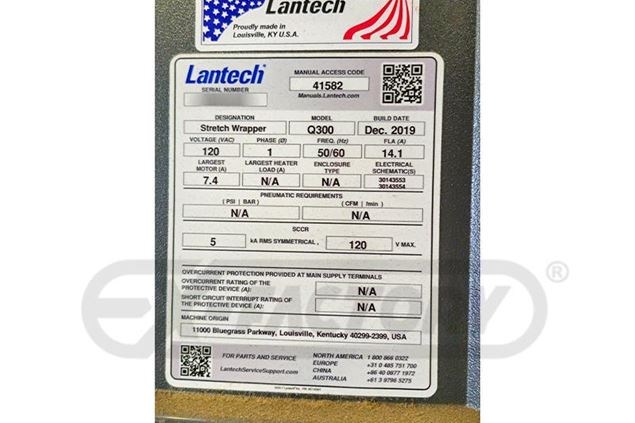 Lantech
Proudly made in
Louisville, KY U.S.A.
Lantech
MANUAL ACCESS CODE
41582
SERIAL NUMBER
Manuals.Lantech.com
DESIGNATION MODEL BUILD DATE
Stretch Wrapper Q300 Dec. 2019
VOLTAGE (VAC) PHASE (Ø) FREQ. (Hz) FLA (A)
120 1 50/60 14.1
LARGEST MOTOR (A) LARGEST HEATER LOAD (A) ENCLOSURE TYPE ELECTRICAL SCHEMATIC(S)
7.4 N/A N/A 30143553
30143554
PNEUMATIC REQUIREMENTS
( PSI | BAR ) ( CFM | /min )
N/A N/A
SCCR
5 kA RMS SYMMETRICAL , 120 V MAX.
OVERCURRENT PROTECTION PROVIDED AT MAIN SUPPLY TERMINALS
OVERCURRENT RATING OF THE
PROTECTIVE DEVICE (A): N/A
SHORT CIRCUIT INTERRUPT RATING OF
THE PROTECTIVE DEVICE (A): N/A
MACHINE ORIGIN
11000 Bluegrass Parkway, Louisville, Kentucky 40299-2399, USA
FOR PARTS AND SERVICE
LantechServiceSupport.com
NORTH AMERICA 1 800 866 0322
EUROPE +31 0 485 751 700
CHINA +86 40 0877 1972
AUSTRALIA +61 3 9796 5275
EX FACTORY ®